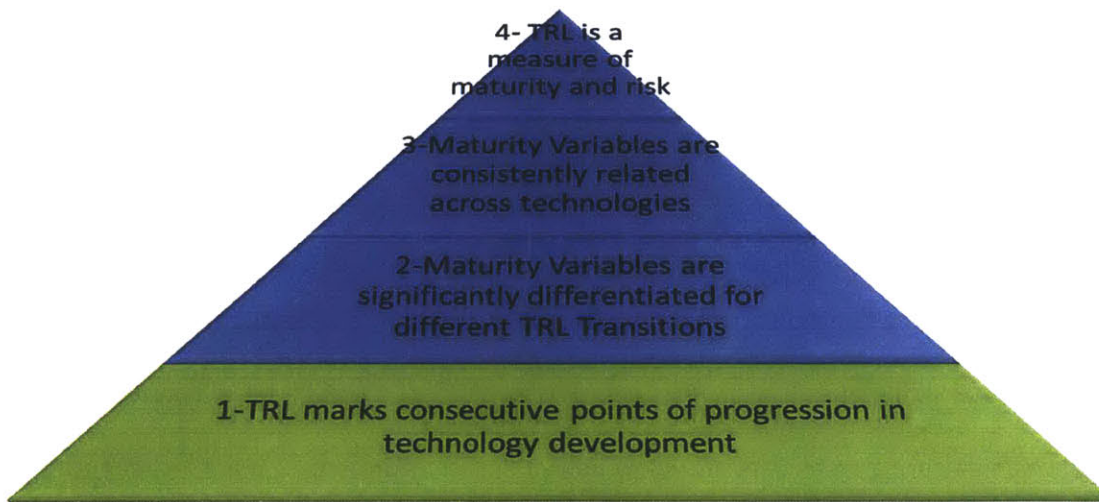 4- TRL is a
measure of
maturity and risk
3-Maturity Variables are
consistently related
across technologies
2-Maturity Variables are
significantly differentiated for
different TRL Transitions
1-TRL marks consecutive points of progression in
technology development